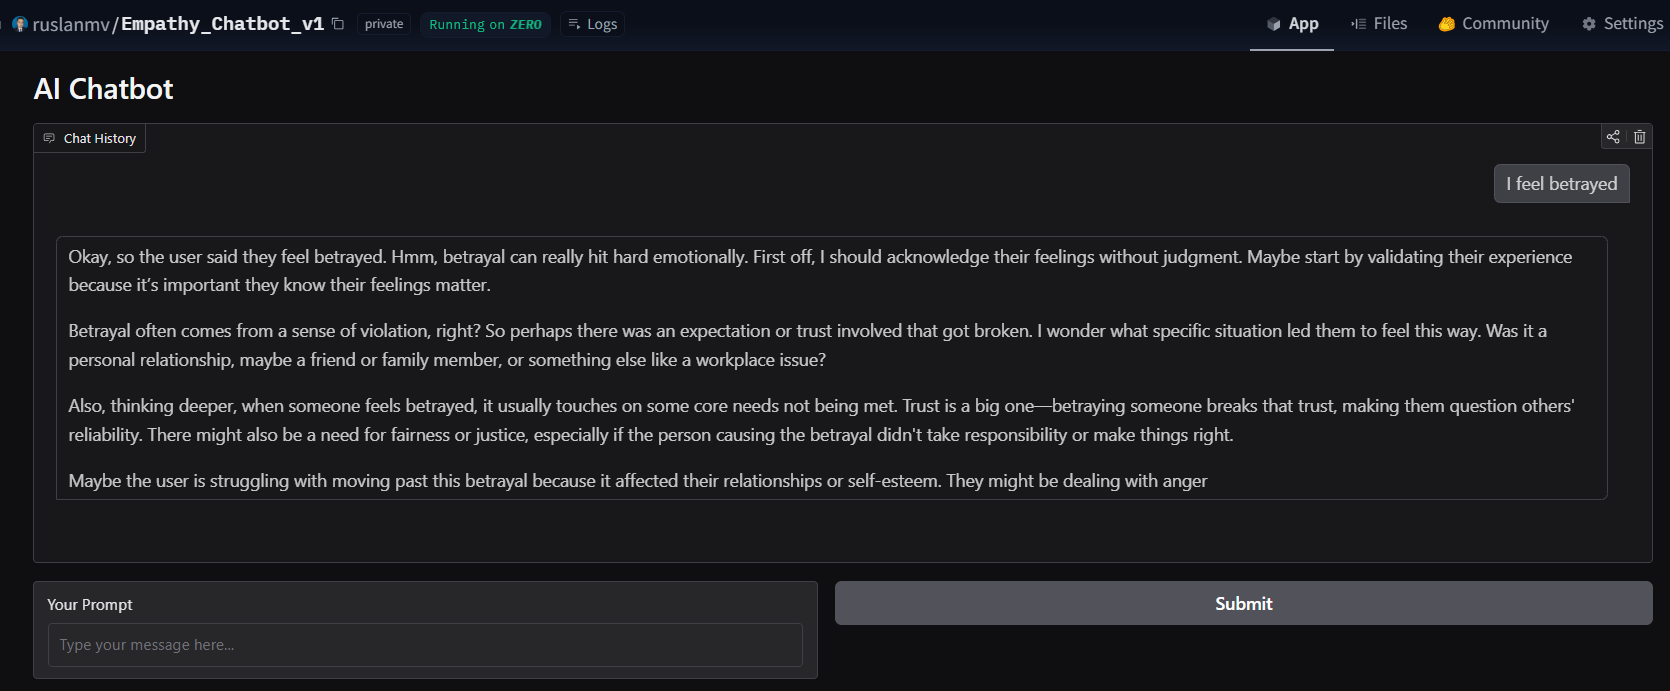 ruslanmv/Empathy_Chatbot_v1 private Running on ZERO Logs App Files Community Settings
AI Chatbot
Chat History
I feel betrayed
Okay, so the user said they feel betrayed. Hmm, betrayal can really hit hard emotionally. First off, I should acknowledge their feelings without judgment. Maybe start by validating their experience
because it’s important they know their feelings matter.
Betrayal often comes from a sense of violation, right? So perhaps there was an expectation or trust involved that got broken. I wonder what specific situation led them to feel this way. Was it a
personal relationship, maybe a friend or family member, or something else like a workplace issue?
Also, thinking deeper, when someone feels betrayed, it usually touches on some core needs not being met. Trust is a big one—betraying someone breaks that trust, making them question others'
reliability. There might also be a need for fairness or justice, especially if the person causing the betrayal didn't take responsibility or make things right.
Maybe the user is struggling with moving past this betrayal because it affected their relationships or self-esteem. They might be dealing with anger
Your Prompt
Type your message here...
Submit